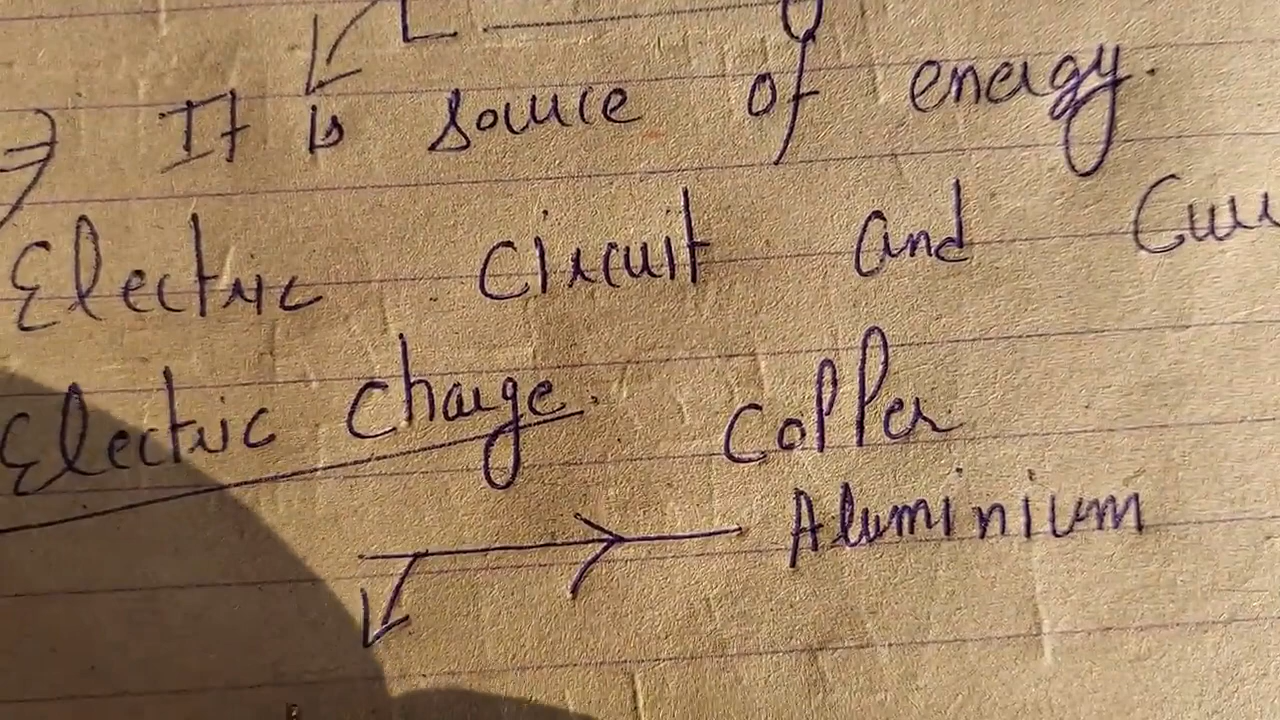 ⇒ It is source of energy.
Electric Circuit and
Electric Charge. Copper
Aluminium